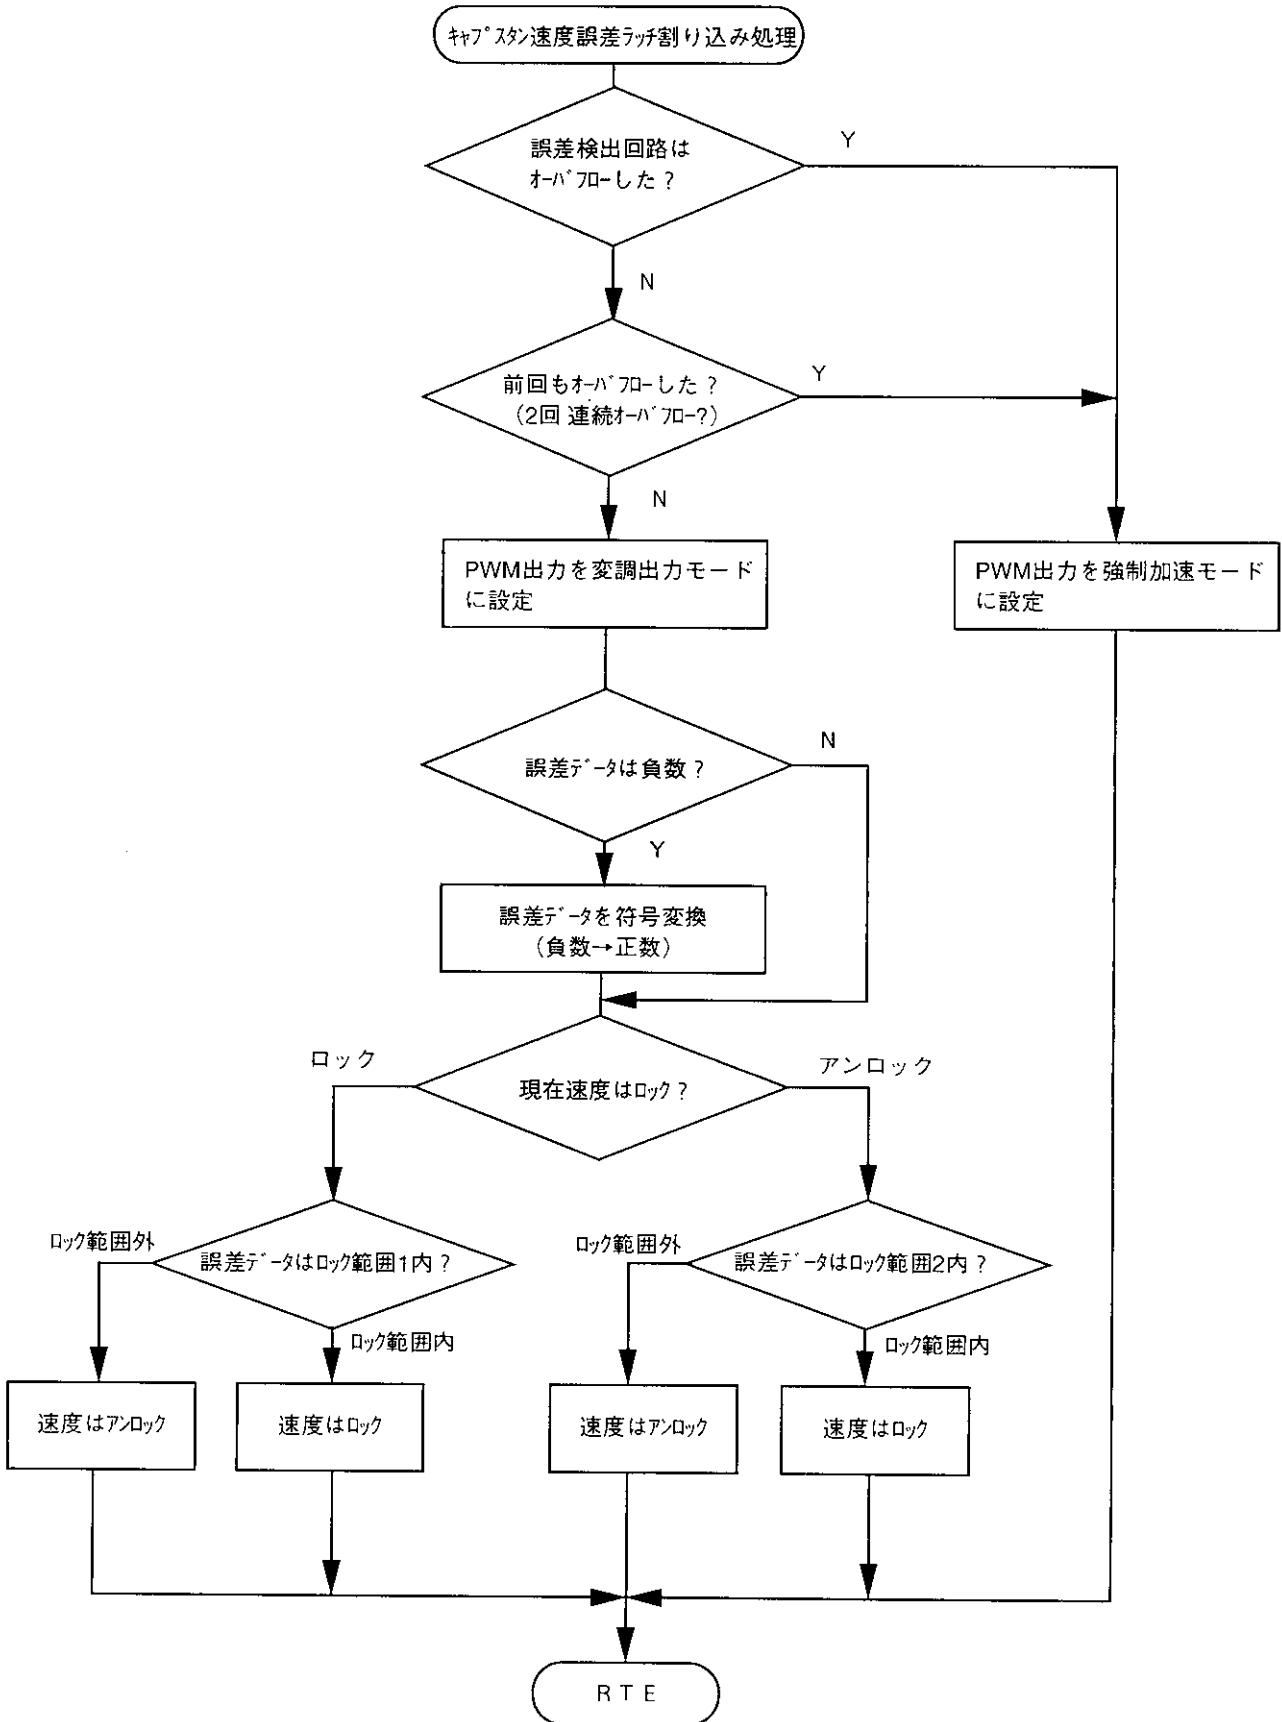 ｷｬﾌﾟｽﾀﾝ速度誤差ﾗｯﾁ割り込み処理
誤差検出回路は
ｵｰﾊﾞﾌﾛｰした？
Y
N
前回もｵｰﾊﾞﾌﾛｰした？
（2回 連続ｵｰﾊﾞﾌﾛｰ?）
Y
N
PWM出力を変調出力モード
に設定
PWM出力を強制加速モード
に設定
誤差ﾃﾞｰﾀは負数？
N
Y
誤差ﾃﾞｰﾀを符号変換
（負数→正数）
ロック
現在速度はﾛｯｸ？
アンロック
ﾛｯｸ範囲外
誤差ﾃﾞｰﾀはﾛｯｸ範囲1内？
ﾛｯｸ範囲内
ﾛｯｸ範囲外
誤差ﾃﾞｰﾀはﾛｯｸ範囲2内？
ﾛｯｸ範囲内
速度はｱﾝﾛｯｸ
速度はﾛｯｸ
速度はｱﾝﾛｯｸ
速度はﾛｯｸ
R T E